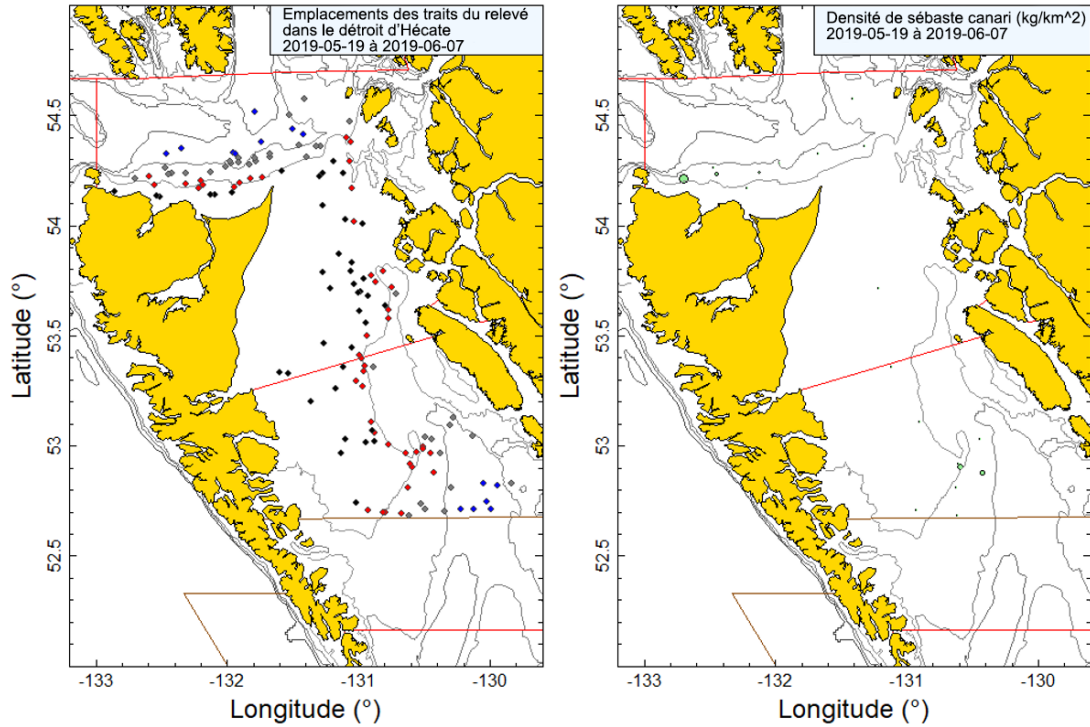 Emplacements des traits du relevé
dans le détroit d'Hécate
2019-05-19 à 2019-06-07
54.5
54
53.5
53
52.5
Latitude (°)
-133
-132
-131
-130
Longitude (°)
Densité de sébaste canari (kg/km^2)
2019-05-19 à 2019-06-07
54.5
54
53.5
53
52.5
Latitude (°)
-133
-132
-131
-130
Longitude (°)